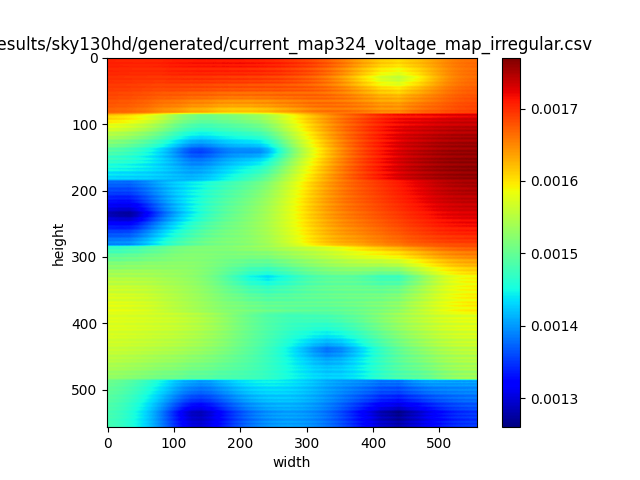 esults/sky130hd/generated/current_map324_voltage_map_irregular.csv
0
100
200
300
400
500
height
0 100 200 300 400 500
width
0.0017
0.0016
0.0015
0.0014
0.0013